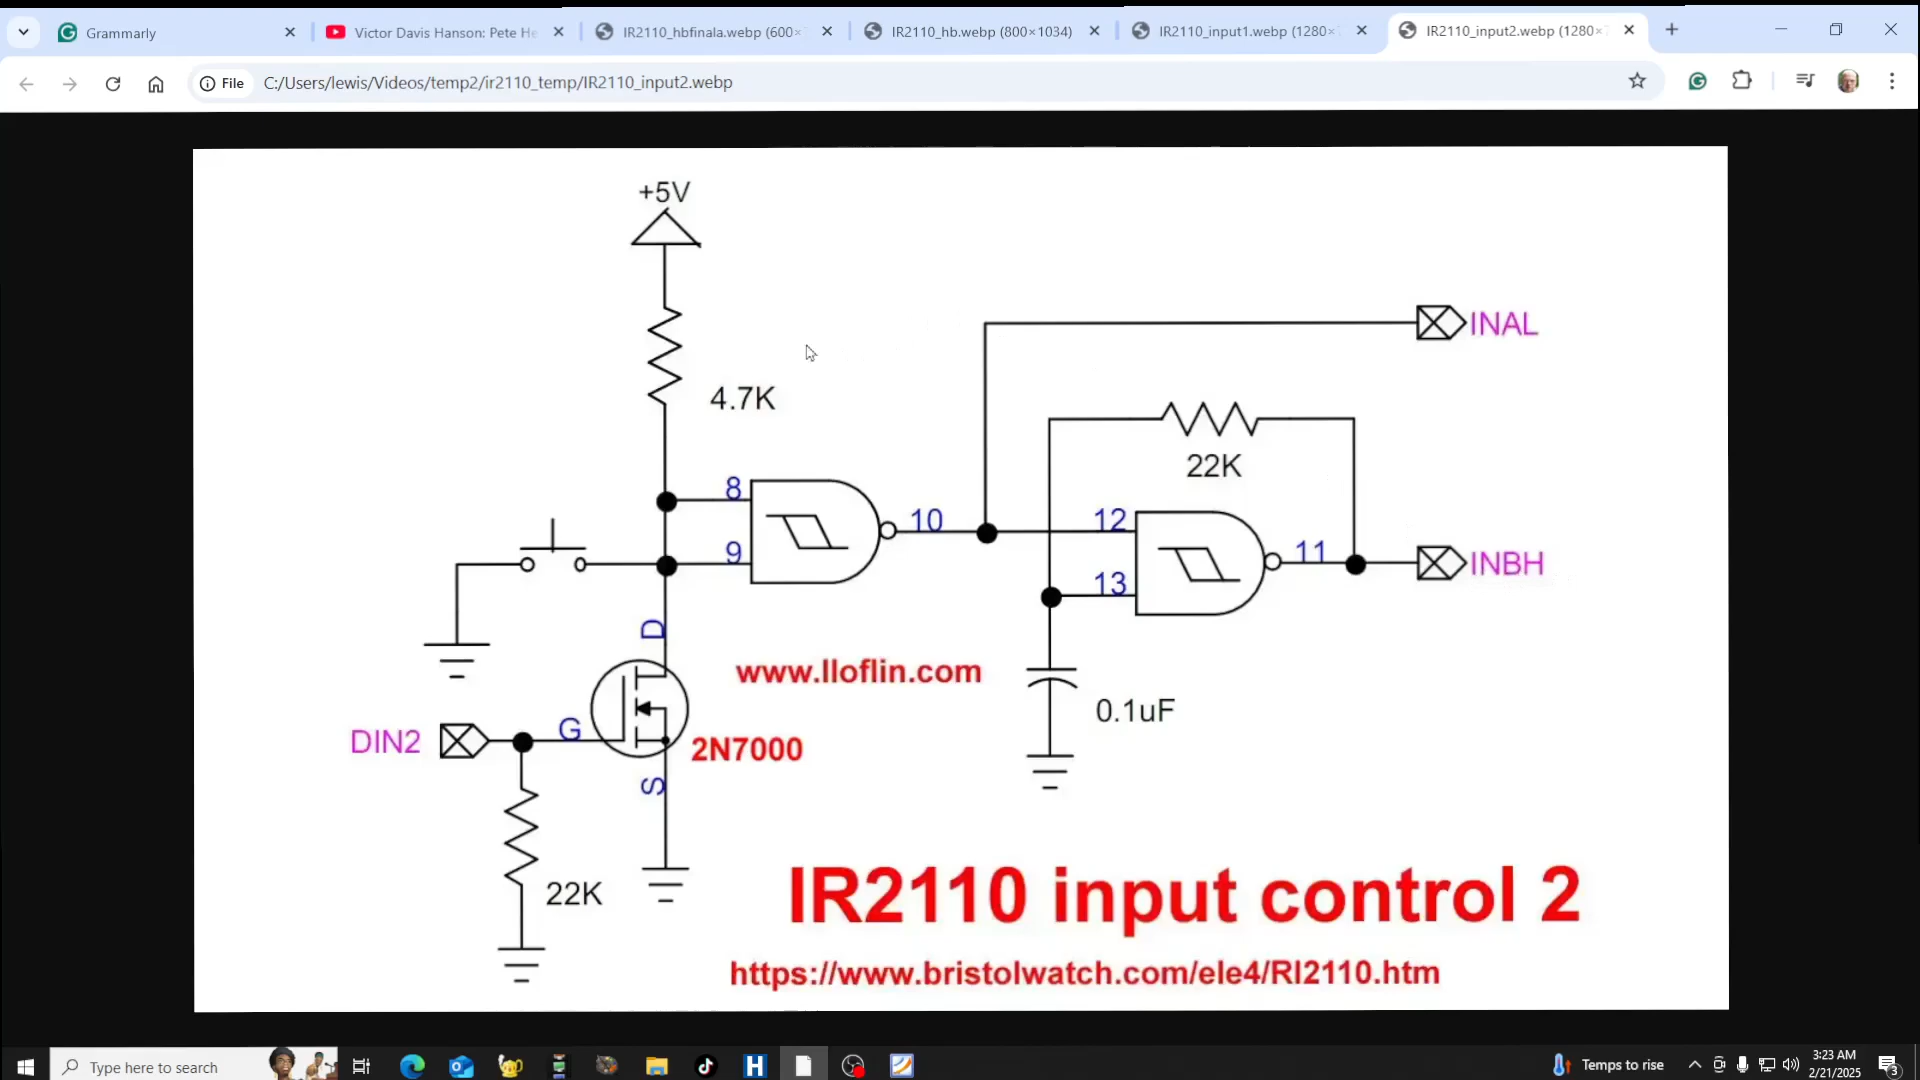 Grammarly
Victor Davis Hanson: Pete He
IR2110_hbfinala.webp (600×
IR2110_hb.webp (800×1034)
IR2110_input1.webp (1280×
IR2110_input2.webp (1280×
File
C:/Users/lewis/Videos/temp2/ir2110_temp/IR2110_input2.webp
+5V
INAL
4.7K
22K
8
10
12
9
11
INBH
13
D
www.lloflin.com
0.1uF
DIN2
G
2N7000
S
22K
IR2110 input control 2
https://www.bristolwatch.com/ele4/RI2110.htm
Type here to search
H
Temps to rise
3:23 AM
2/21/2025
3